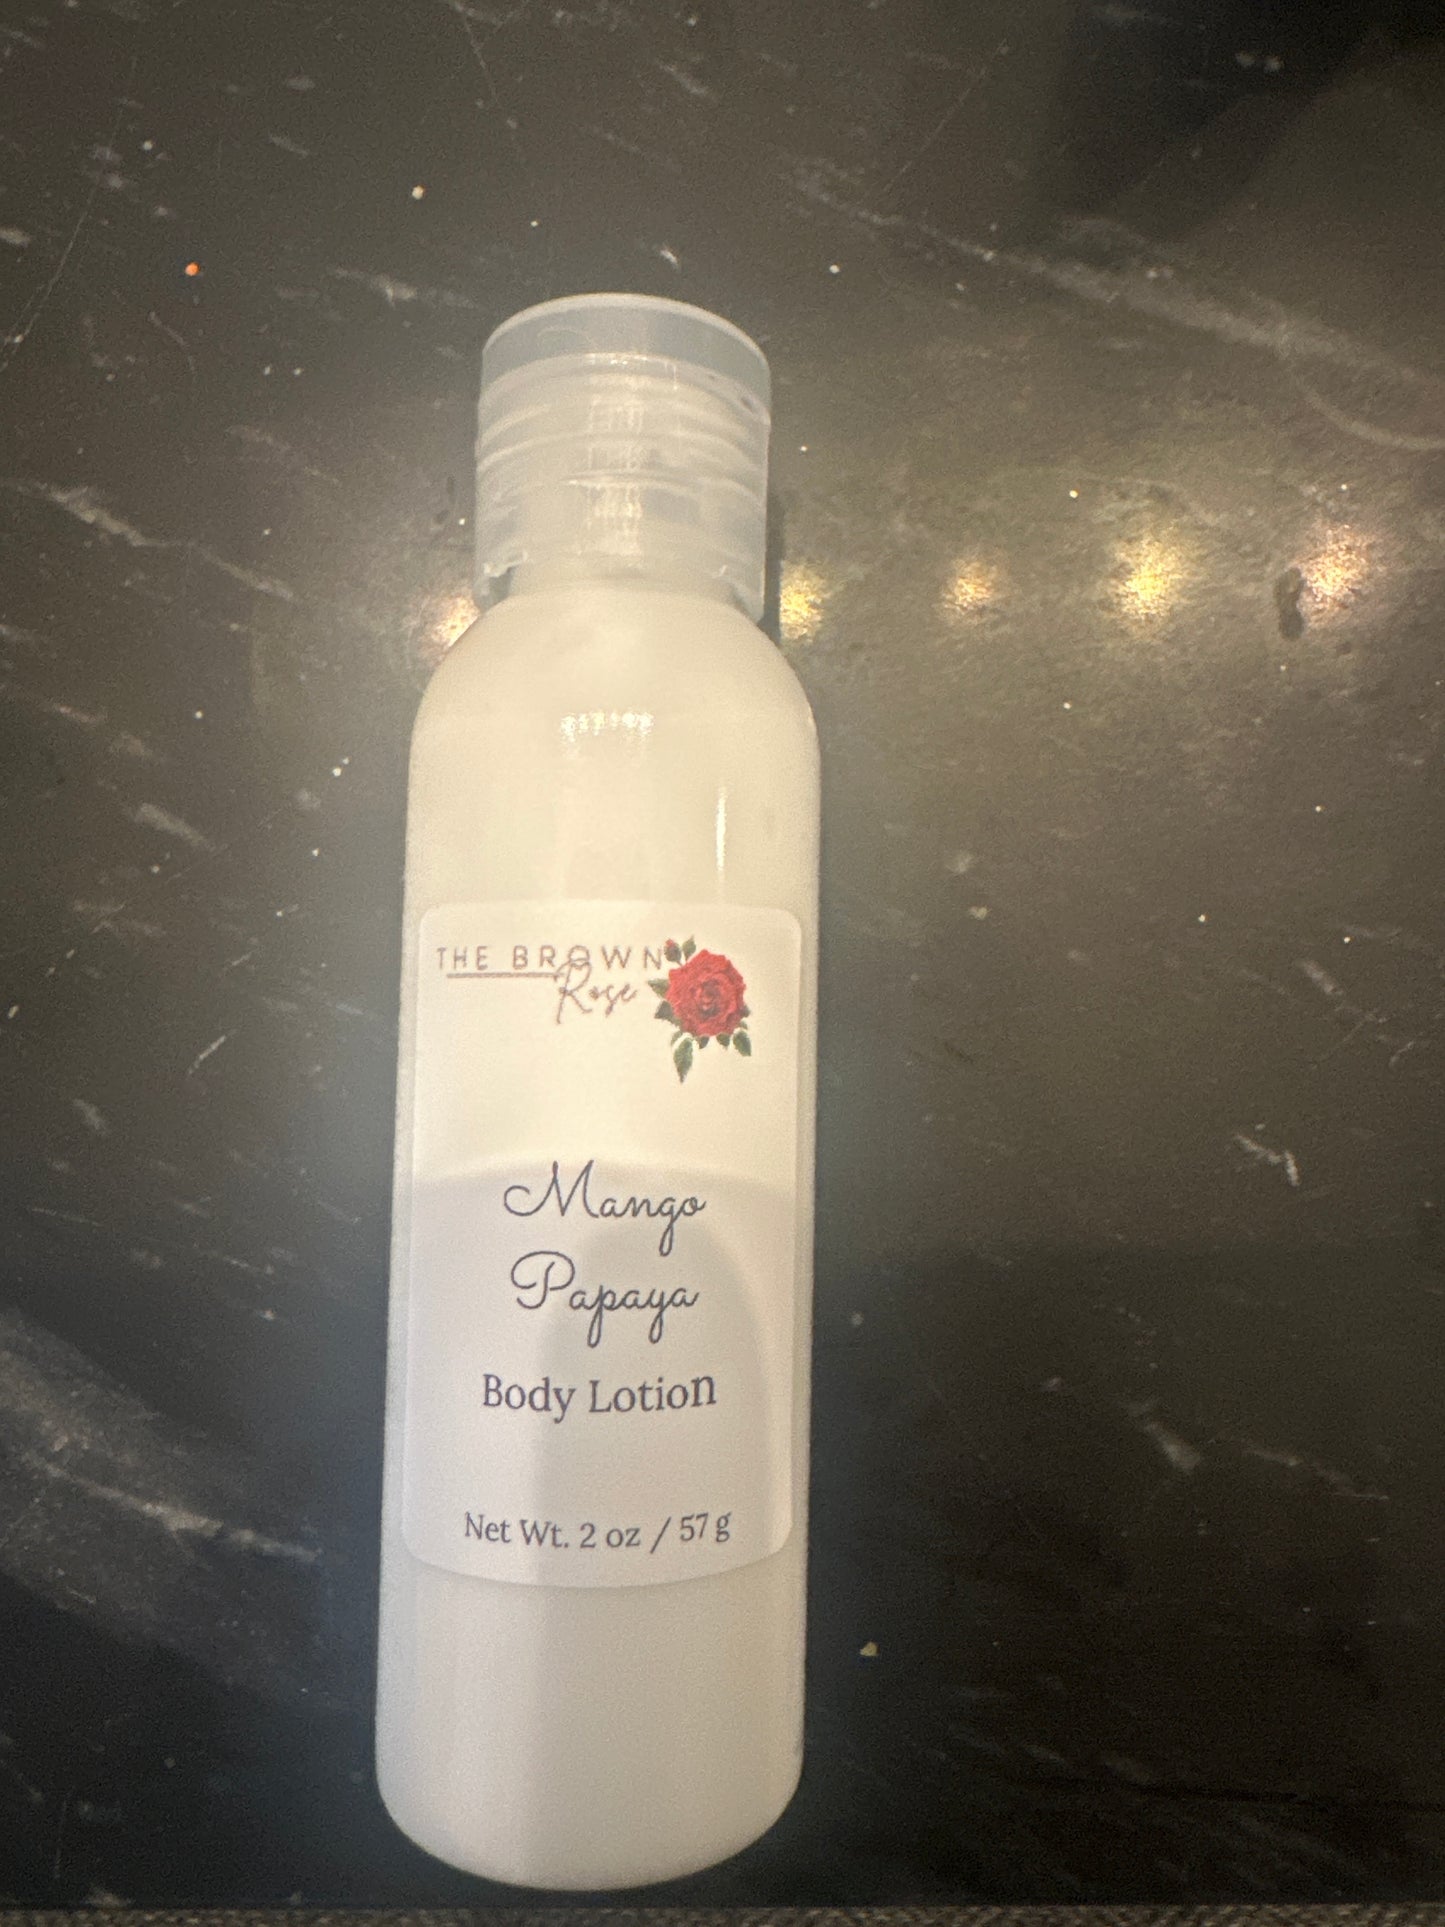 THE BROWN
Rose
Mango
Papaya
Body Lotion
Net Wt. 2 oz / 57 g